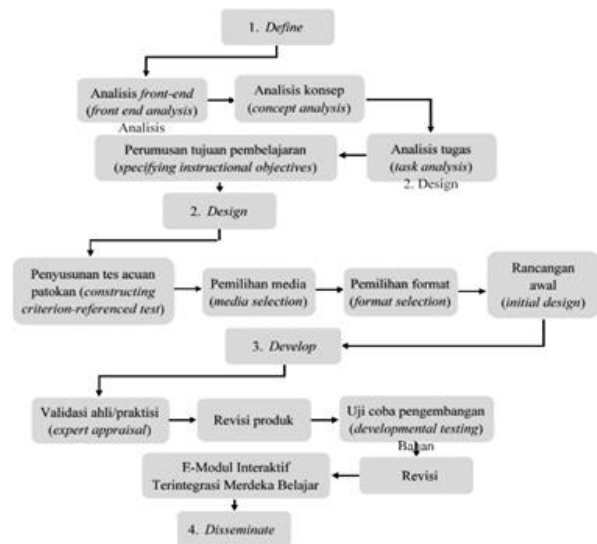 1. Define
Analisis front-end
(front end analysis)
Analisis
Analisis konsep
(concept analysis)
Perumusan tujuan pembelajaran
(specifying instructional objectives)
Analisis tugas
(task analysis)
2. Design
2. Design
Penyusunan tes acuan
patokan (constructing
criterion-referenced test)
Pemilihan media
(media selection)
Pemilihan format
(format selection)
Rancangan
awal
(initial design)
3. Develop
Validasi ahli/praktisi
(expert appraisal)
Revisi produk
Uji coba pengembangan
(developmental testing)
Bahan
E-Modul Interaktif
Terintegrasi Merdeka Belajar
Revisi
4. Disseminate